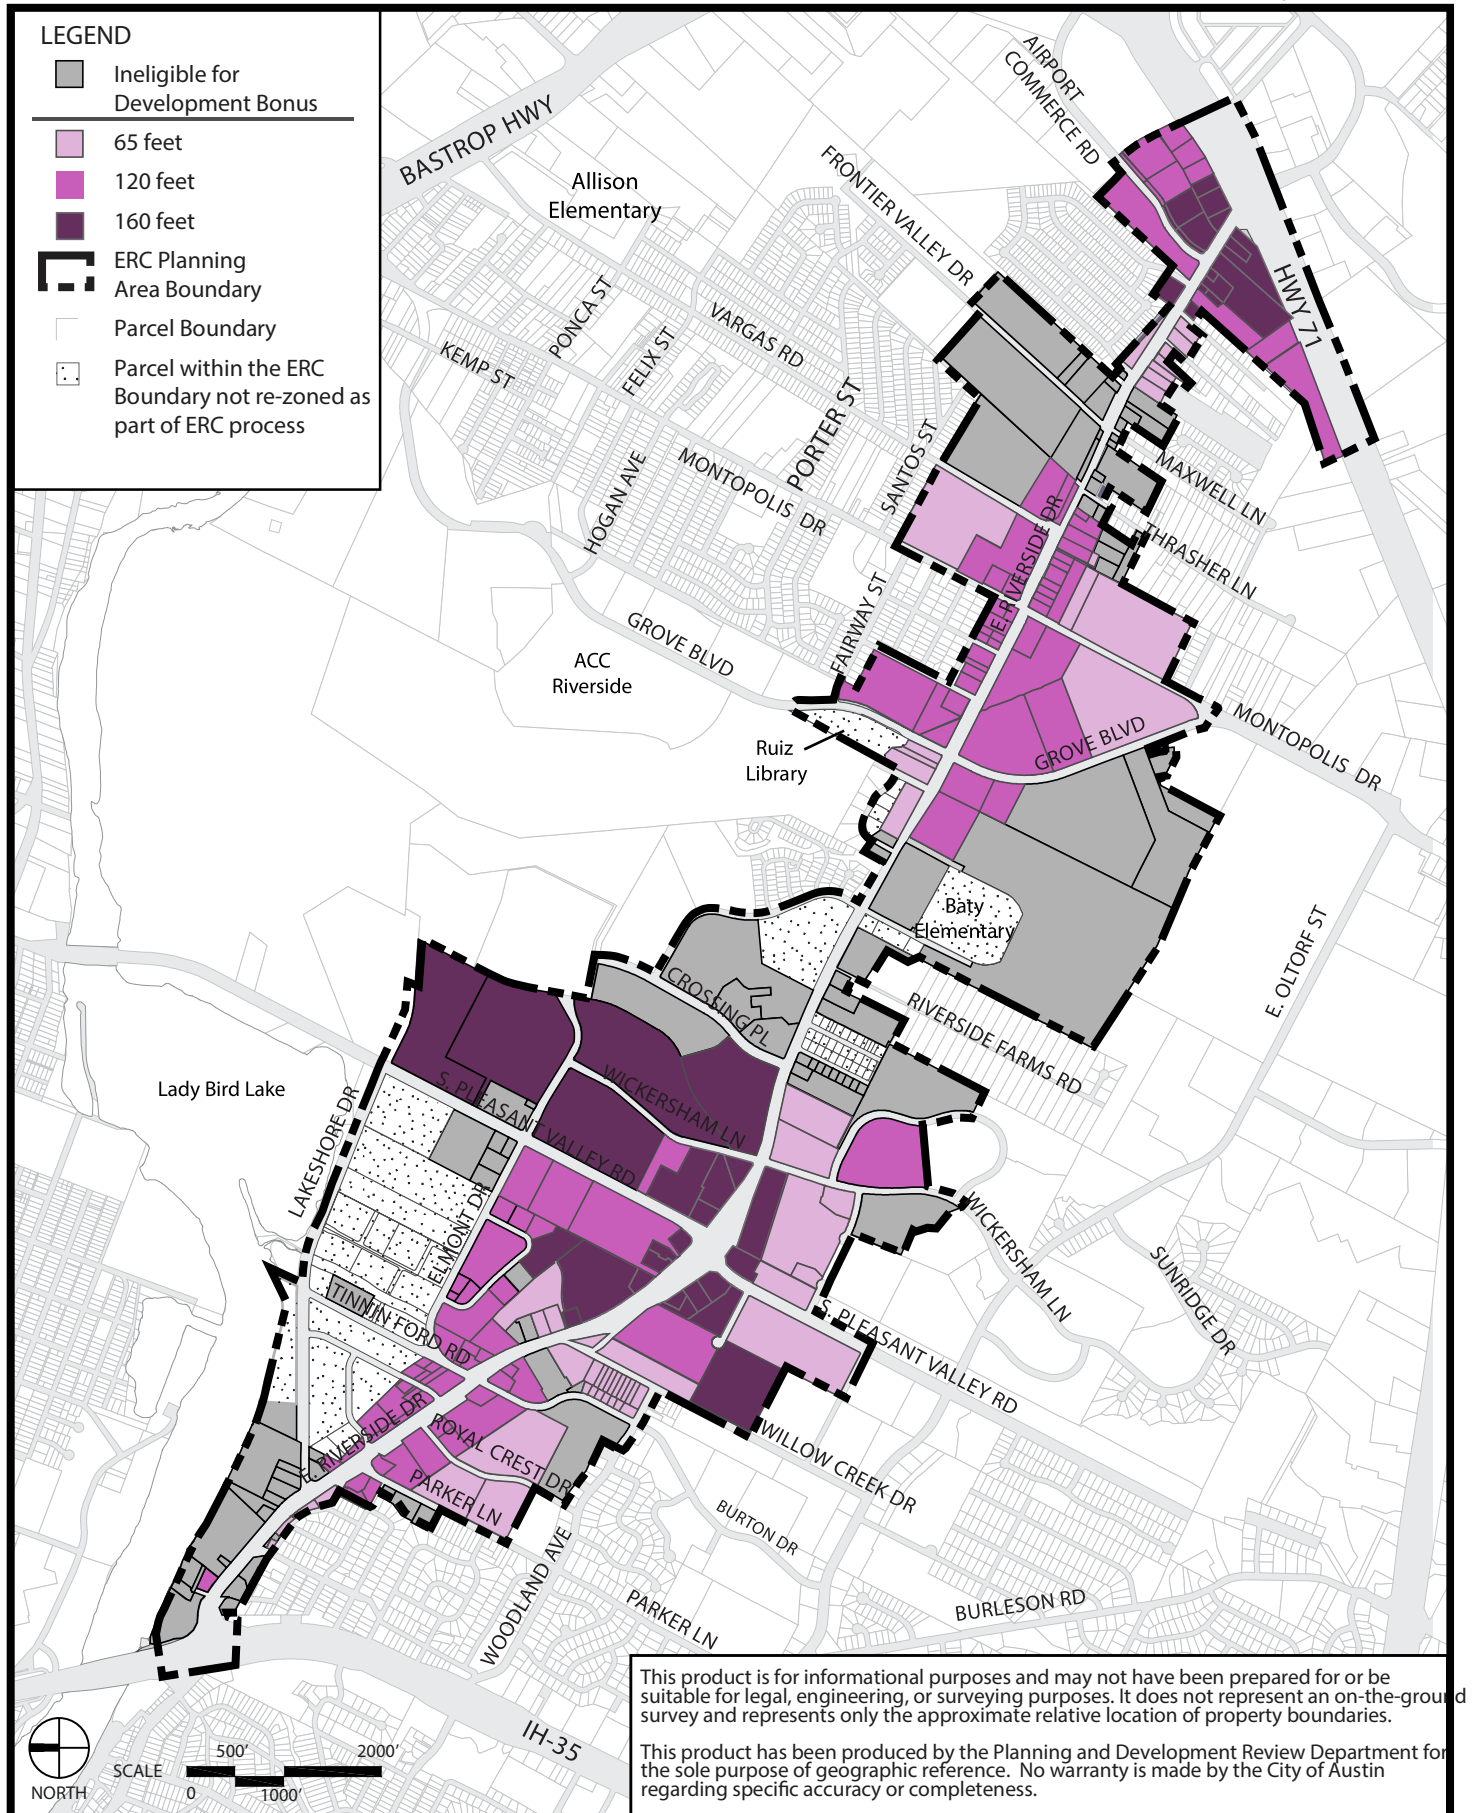 LEGEND
Ineligible for
Development Bonus
65 feet
120 feet
160 feet
ERC Planning
Area Boundary
Parcel Boundary
Parcel within the ERC
Boundary not re-zoned as
part of ERC process
BASTROP HWY
AIRPORT
COMMERCE RD
Allison
Elementary
FRONTIER VALLEY DR
HWY 71
PONCA ST
VARGAS RD
FELIX ST
KEMP ST
PORTER ST
SANTOS ST
MONTOPOLIS DR
HOGAN AVE
MAXWELL LN
THRASHER LN
E. RIVERSIDE DR
FAIRWAY ST
GROVE BLVD
ACC
Riverside
Ruiz
Library
GROVE BLVD
MONTOPOLIS DR
Baty
Elementary
E. OLTORF ST
CROSSING PL
RIVERSIDE FARMS RD
Lady Bird Lake
S. PLEASANT VALLEY RD
WICKERSHAM LN
LAKESHORE DR
ELMONT DR
WICKERSHAM LN
SUNRIDGE DR
TINNIN FORD RD
S. PLEASANT VALLEY RD
E. RIVERSIDE DR
ROYAL CREST DR
PARKER LN
WILLOW CREEK DR
BURTON DR
WOODLAND AVE
PARKER LN
BURLESON RD
IH-35
NORTH
SCALE
500’
2000’
0
1000’
This product is for informational purposes and may not have been prepared for or be
suitable for legal, engineering, or surveying purposes. It does not represent an on-the-ground
survey and represents only the approximate relative location of property boundaries.
This product has been produced by the Planning and Development Review Department for
the sole purpose of geographic reference. No warranty is made by the City of Austin
regarding specific accuracy or completeness.